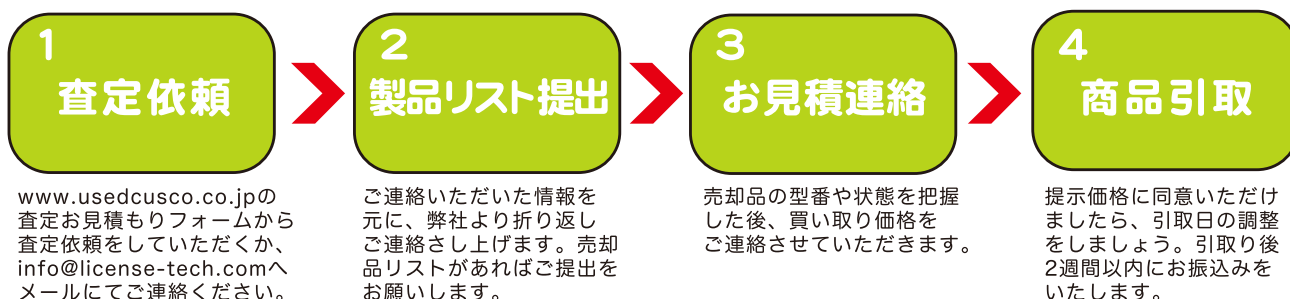 1
査定依頼
www.usedcusco.co.jpの
査定お見積もりフォームから
査定依頼をしていただくか、
info@license-tech.comへ
メールにてご連絡ください。
2
製品リスト提出
ご連絡いただいた情報を
元に、弊社より折り返し
ご連絡さし上げます。売却
品リストがあればご提出を
お願いします。
3
お見積連絡
売却品の型番や状態を把握
した後、買い取り価格を
ご連絡させていただきます。
4
商品引取
提示価格に同意いただけ
ましたら、引取日の調整
をしましょう。引取り後
2週間以内にお振込みを
いたします。